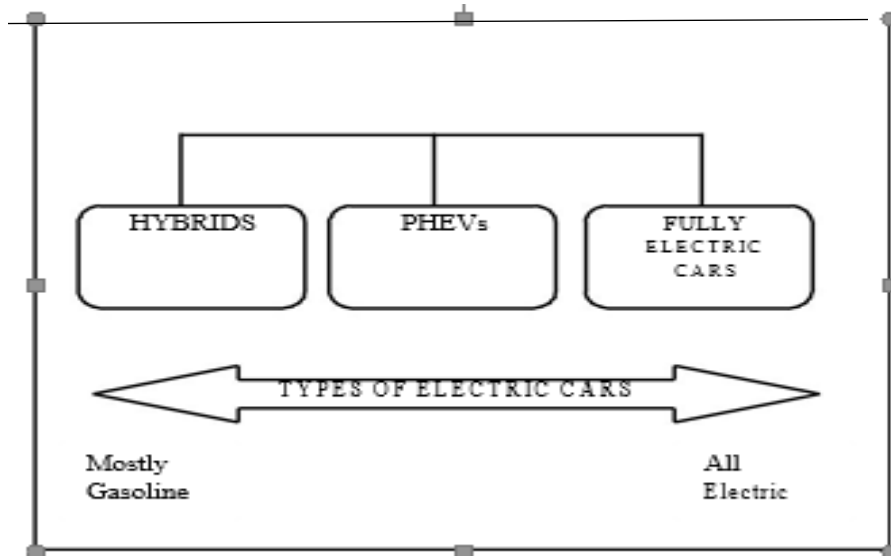 HYBRIDS
PHEVs
FULLY
ELECTRIC
CARS
TYPES OF ELECTRIC CARS
Mostly
Gasoline
All
Electric